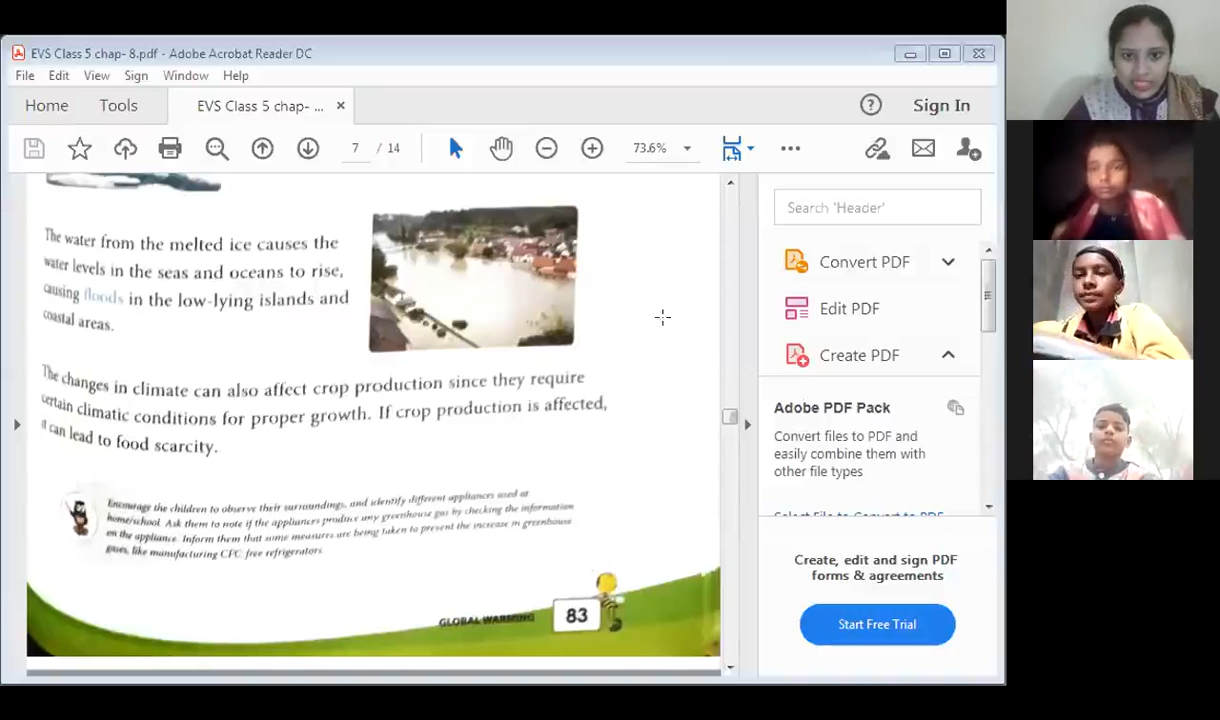 EVS Class 5 chap- 8.pdf - Adobe Acrobat Reader DC
File Edit View Sign Window Help
Home Tools EVS Class 5 chap- ... × Sign In
7 / 14 73.6%
The water from the melted ice causes the
water levels in the seas and oceans to rise,
causing floods in the low-lying islands and
coastal areas.
The changes in climate can also affect crop production since they require
certain climatic conditions for proper growth. If crop production is affected,
it can lead to food scarcity.
Encourage the children to observe their surroundings, and identify different appliances used at
home/school. Ask them to note if the appliances produce any greenhouse gas by checking the information
on the appliance. Inform them that some measures are being taken to prevent the increase in greenhouse
gases, like manufacturing CFC free refrigerators
GLOBAL WARMING 83
Search 'Header'
Convert PDF
Edit PDF
Create PDF
Adobe PDF Pack
Convert files to PDF and
easily combine them with
other file types
Select File to Convert to PDF
Create, edit and sign PDF
forms & agreements
Start Free Trial